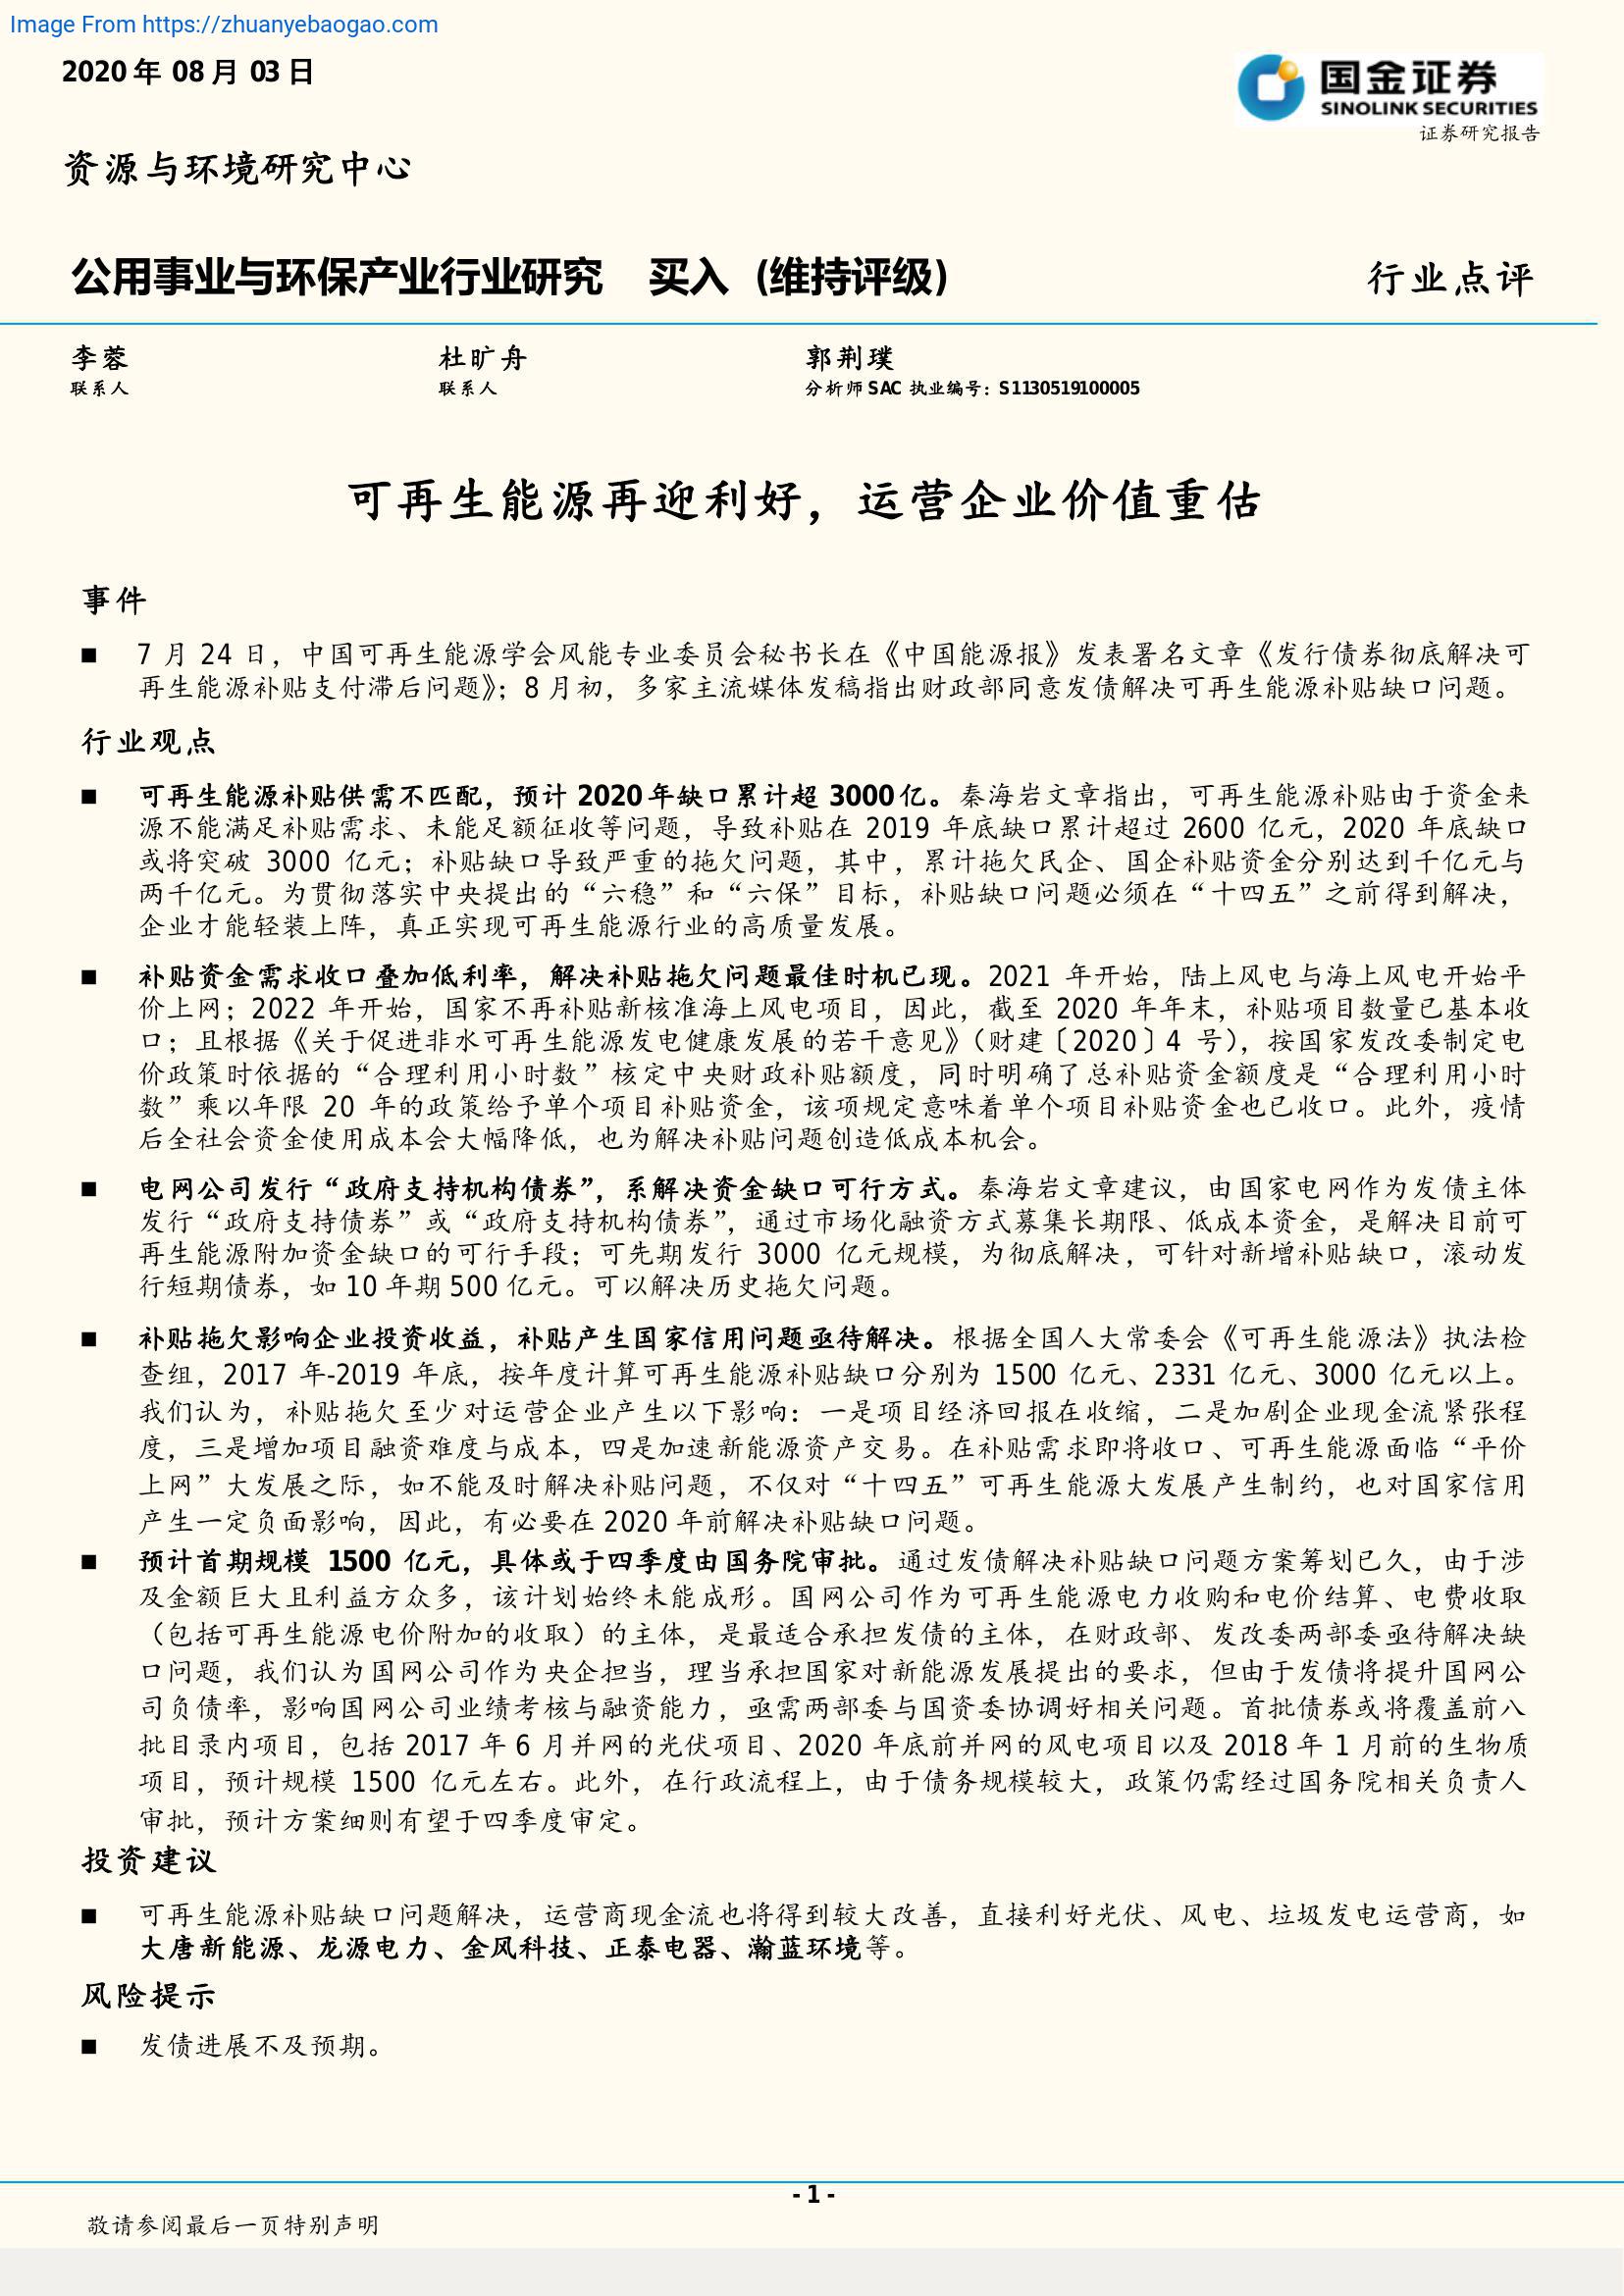 Image From https://zhuanyebaogao.com
2020 年 08 月 03 日
国金证券
SINOLINK SECURITIES
证券研究报告
资源与环境研究中心
公用事业与环保产业行业研究 买入 (维持评级) 行业点评
李蓉 杜旷舟 郭荆璞
联系人 联系人 分析师 SAC 执业编号：S1130519100005
可再生能源再迎利好，运营企业价值重估
事件
■ 7 月 24 日，中国可再生能源学会风能专业委员会秘书长在《中国能源报》发表署名文章《发行债券彻底解决可
再生能源补贴支付滞后问题》；8 月初，多家主流媒体发稿指出财政部同意发债解决可再生能源补贴缺口问题。
行业观点
■ 可再生能源补贴供需不匹配，预计 2020 年缺口累计超 3000 亿。秦海岩文章指出，可再生能源补贴由于资金来
源不能满足补贴需求、未能足额征收等问题，导致补贴在 2019 年底缺口累计超过 2600 亿元，2020 年底缺口
或将突破 3000 亿元；补贴缺口导致严重的拖欠问题，其中，累计拖欠民企、国企补贴资金分别达到千亿元与
两千亿元。为贯彻落实中央提出的“六稳”和“六保”目标，补贴缺口问题必须在“十四五”之前得到解决，
企业才能轻装上阵，真正实现可再生能源行业的高质量发展。
■ 补贴资金需求收口叠加低利率，解决补贴拖欠问题最佳时机已现。2021 年开始，陆上风电与海上风电开始平
价上网；2022 年开始，国家不再补贴新核准海上风电项目，因此，截至 2020 年年末，补贴项目数量已基本收
口；且根据《关于促进非水可再生能源发电健康发展的若干意见》（财建〔2020〕4 号），按国家发改委制定电
价政策时依据的“合理利用小时数”核定中央财政补贴额度，同时明确了总补贴资金额度是“合理利用小时
数”乘以年限 20 年的政策给予单个项目补贴资金，该项规定意味着单个项目补贴资金也已收口。此外，疫情
后全社会资金使用成本会大幅降低，也为解决补贴问题创造低成本机会。
■ 电网公司发行“政府支持机构债券”，系解决资金缺口可行方式。秦海岩文章建议，由国家电网作为发债主体
发行“政府支持债券”或“政府支持机构债券”，通过市场化融资方式募集长期限、低成本资金，是解决目前可
再生能源附加资金缺口的可行手段；可先期发行 3000 亿元规模，为彻底解决，可针对新增补贴缺口，滚动发
行短期债券，如 10 年期 500 亿元。可以解决历史拖欠问题。
■ 补贴拖欠影响企业投资收益，补贴产生国家信用问题亟待解决。根据全国人大常委会《可再生能源法》执法检
查组，2017 年-2019 年底，按年度计算可再生能源补贴缺口分别为 1500 亿元、2331 亿元、3000 亿元以上。
我们认为，补贴拖欠至少对运营企业产生以下影响：一是项目经济回报在收缩，二是加剧企业现金流紧张程
度，三是增加项目融资难度与成本，四是加速新能源资产交易。在补贴需求即将收口、可再生能源面临“平价
上网”大发展之际，如不能及时解决补贴问题，不仅对“十四五”可再生能源大发展产生制约，也对国家信用
产生一定负面影响，因此，有必要在 2020 年前解决补贴缺口问题。
■ 预计首期规模 1500 亿元，具体或于四季度由国务院审批。通过发债解决补贴缺口问题方案筹划已久，由于涉
及金额巨大且利益方众多，该计划始终未能成形。国网公司作为可再生能源电力收购和电价结算、电费收取
（包括可再生能源电价附加的收取）的主体，是最适合承担发债的主体，在财政部、发改委两部委亟待解决缺
口问题，我们认为国网公司作为央企担当，理当承担国家对新能源发展提出的要求，但由于发债将提升国网公
司负债率，影响国网公司业绩考核与融资能力，亟需两部委与国资委协调好相关问题。首批债券或将覆盖前八
批目录内项目，包括 2017 年 6 月并网的光伏项目、2020 年底前并网的风电项目以及 2018 年 1 月前的生物质
项目，预计规模 1500 亿元左右。此外，在行政流程上，由于债务规模较大，政策仍需经过国务院相关负责人
审批，预计方案细则有望于四季度审定。
投资建议
■ 可再生能源补贴缺口问题解决，运营商现金流也将得到较大改善，直接利好光伏、风电、垃圾发电运营商，如
大唐新能源、龙源电力、金风科技、正泰电器、瀚蓝环境等。
风险提示
■ 发债进展不及预期。
- 1 -
敬请参阅最后一页特别声明